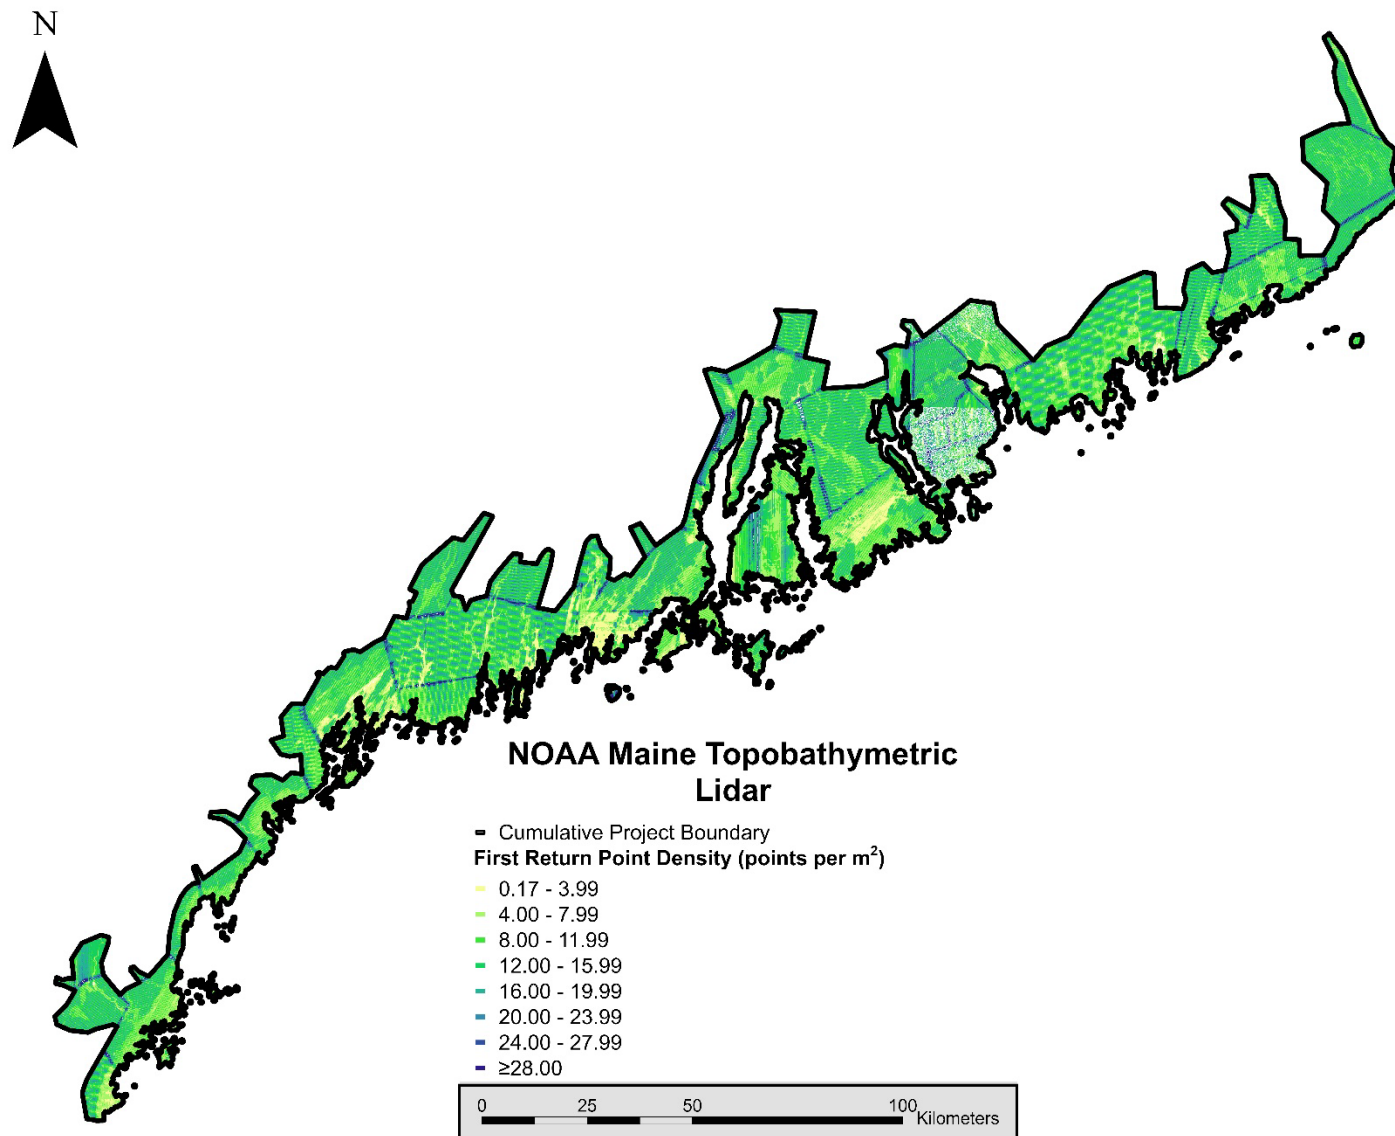 N
NOAA Maine Topobathymetric
Lidar
Cumulative Project Boundary
First Return Point Density (points per m²)
0.17 - 3.99
4.00 - 7.99
8.00 - 11.99
12.00 - 15.99
16.00 - 19.99
20.00 - 23.99
24.00 - 27.99
≥28.00
0 25 50 100
Kilometers